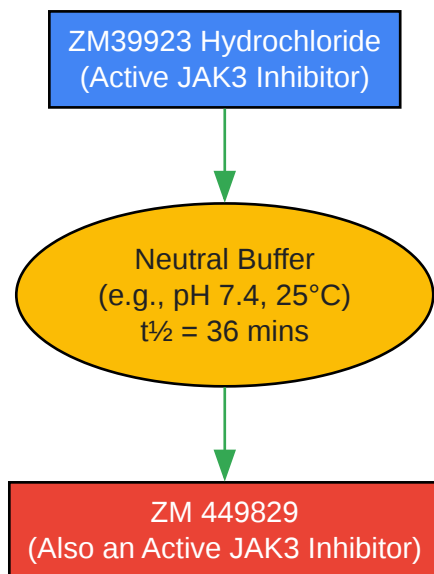 ZM39923 Hydrochloride
(Active JAK3 Inhibitor)
Neutral Buffer
(e.g., pH 7.4, 25°C)
t½ = 36 mins
ZM 449829
(Also an Active JAK3 Inhibitor)